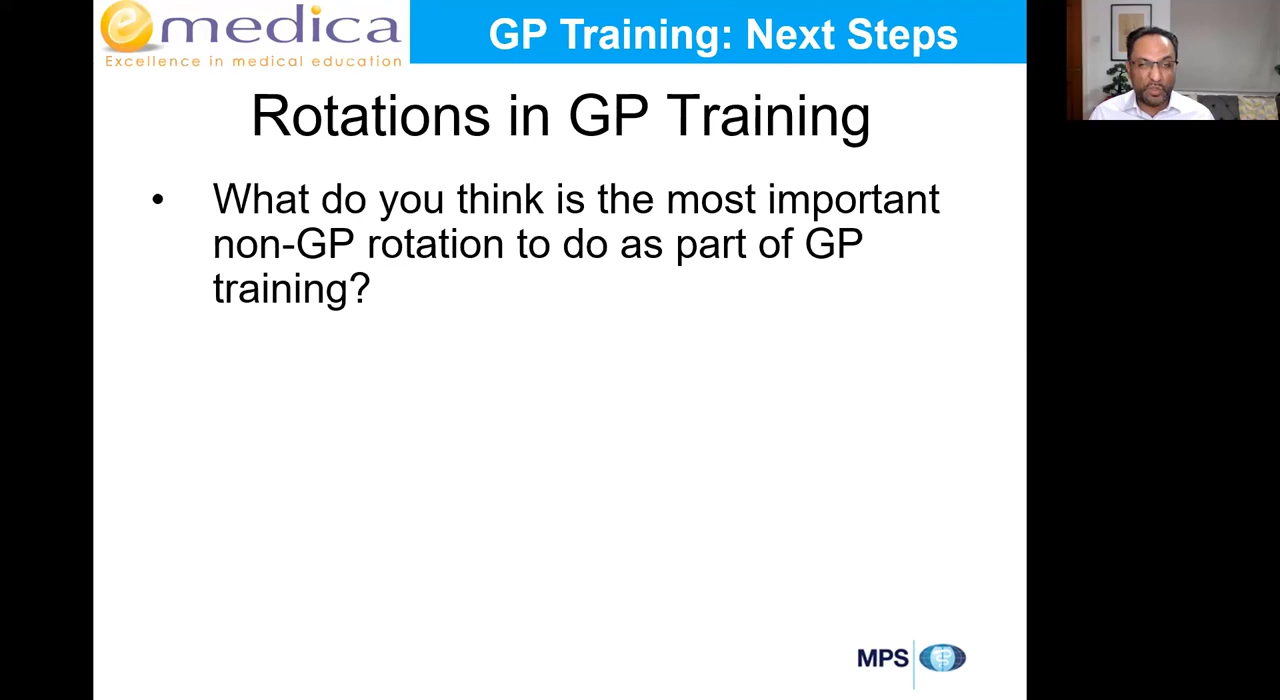 emedica
Excellence in medical education
GP Training: Next Steps
Rotations in GP Training
• What do you think is the most important
non-GP rotation to do as part of GP
training?
MPS